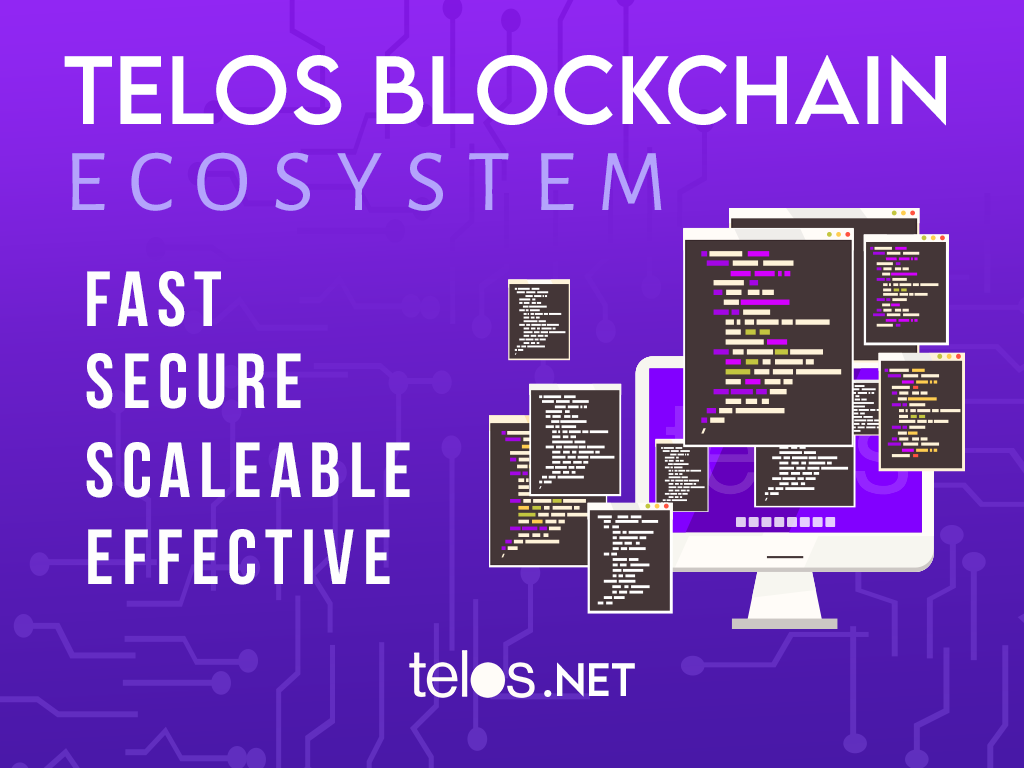 TELOS BLOCKCHAIN
ECOSYSTEM
FAST
SECURE
SCALEABLE
EFFECTIVE
telos.NET